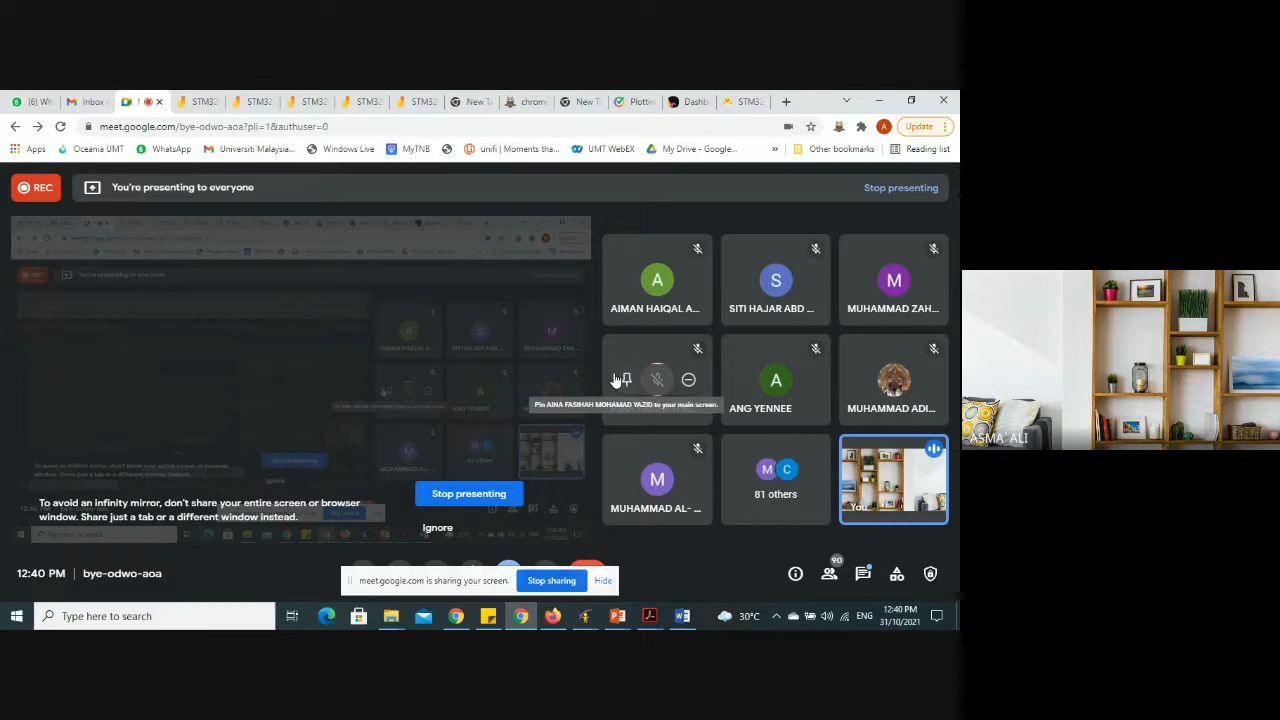 (6) Wh
Inbox
STM32
STM32
STM32
STM32
STM32
New Ta
chrome
New Ta
Plottin
Dashb
STM32
meet.google.com/bye-odwo-aoa?pli=1&authuser=0
Update
Apps
Oceania UMT
WhatsApp
Universiti Malaysia...
Windows Live
MyTNB
unifi | Moments tha...
UMT WebEX
My Drive - Google...
»
Other bookmarks
Reading list
REC
You're presenting to everyone
Stop presenting
A
AIMAN HAIQAL A...
S
SITI HAJAR ABD ...
M
MUHAMMAD ZAH...
Pin AINA FASIHAH MOHAMAD YAZID to your main screen.
A
ANG YENNEE
MUHAMMAD ADI...
M
MUHAMMAD AL- ...
M C
81 others
You
To avoid an infinity mirror, don't share your entire screen or browser
window. Share just a tab or a different window instead.
Stop presenting
Ignore
12:40 PM | bye-odwo-aoa
meet.google.com is sharing your screen.
Stop sharing
Hide
90
Type here to search
30°C
ENG
12:40 PM
31/10/2021
ASMA' ALI